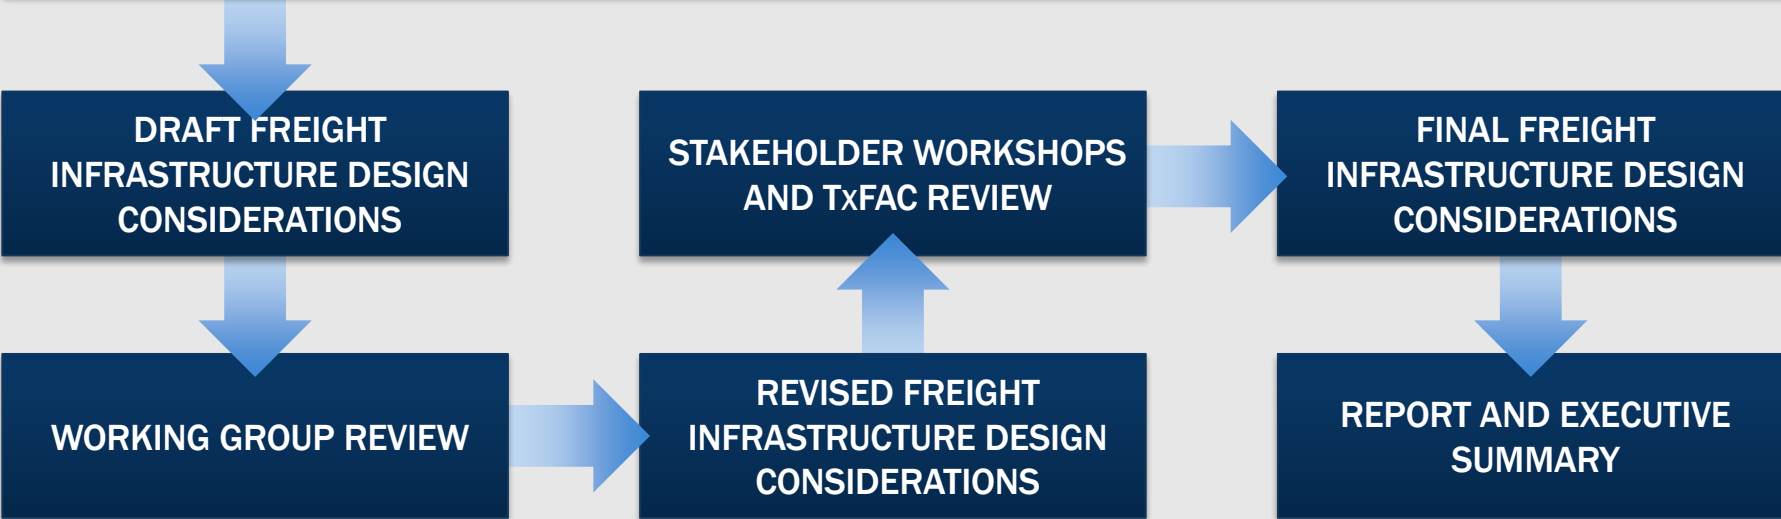 DRAFT FREIGHT
INFRASTRUCTURE DESIGN
CONSIDERATIONS
WORKING GROUP REVIEW
REVISED FREIGHT
INFRASTRUCTURE DESIGN
CONSIDERATIONS
STAKEHOLDER WORKSHOPS
AND TxFAC REVIEW
FINAL FREIGHT
INFRASTRUCTURE DESIGN
CONSIDERATIONS
REPORT AND EXECUTIVE
SUMMARY